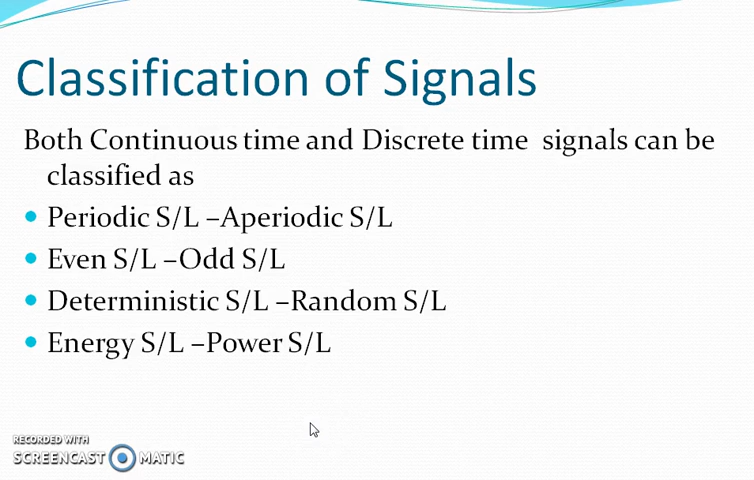 Classification of Signals
Both Continuous time and Discrete time signals can be
classified as
Periodic S/L –Aperiodic S/L
Even S/L –Odd S/L
Deterministic S/L –Random S/L
Energy S/L –Power S/L
RECORDED WITH
SCREENCAST MATIC